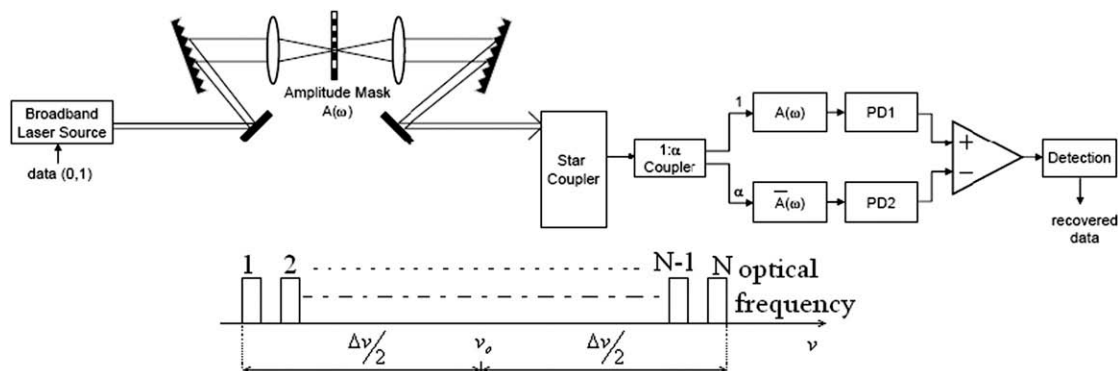 Broadband
Laser Source
data (0,1)
Amplitude Mask
A(ω)
Star
Coupler
1:α
Coupler
1
α
A(ω)
A̅(ω)
PD1
PD2
+
−
Detection
recovered
data
1 2 N-1 N optical
frequency
Δν/2 ν₀ Δν/2 ν